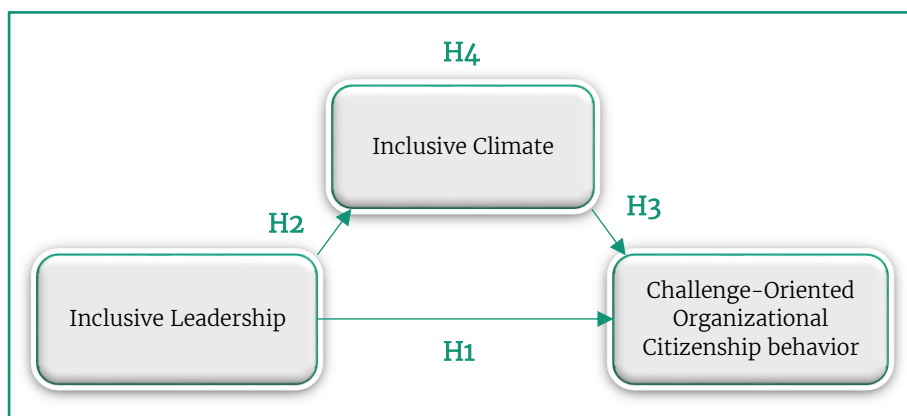 H4
Inclusive Climate
H2
H3
Inclusive Leadership
Challenge-Oriented
Organizational
Citizenship behavior
H1